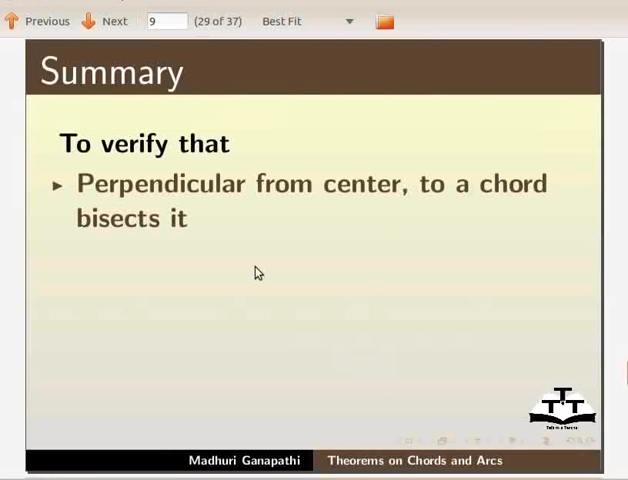 Previous Next 9 (29 of 37) Best Fit
Summary
To verify that
Perpendicular from center, to a chord
bisects it
TTT
Madhuri Ganapathi Theorems on Chords and Arcs